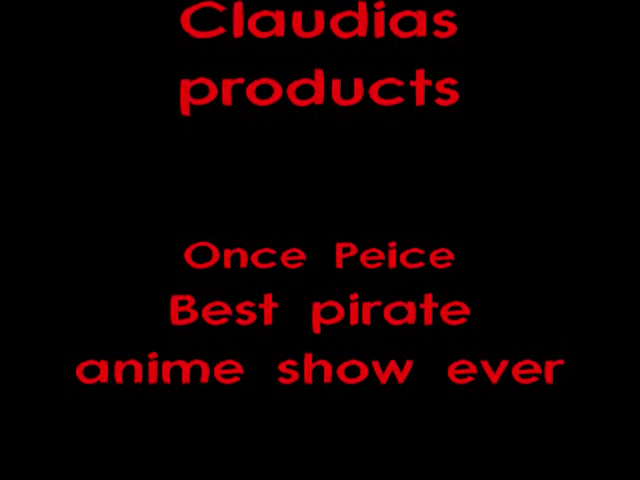 Claudias
products
Once Peice
Best pirate
anime show ever